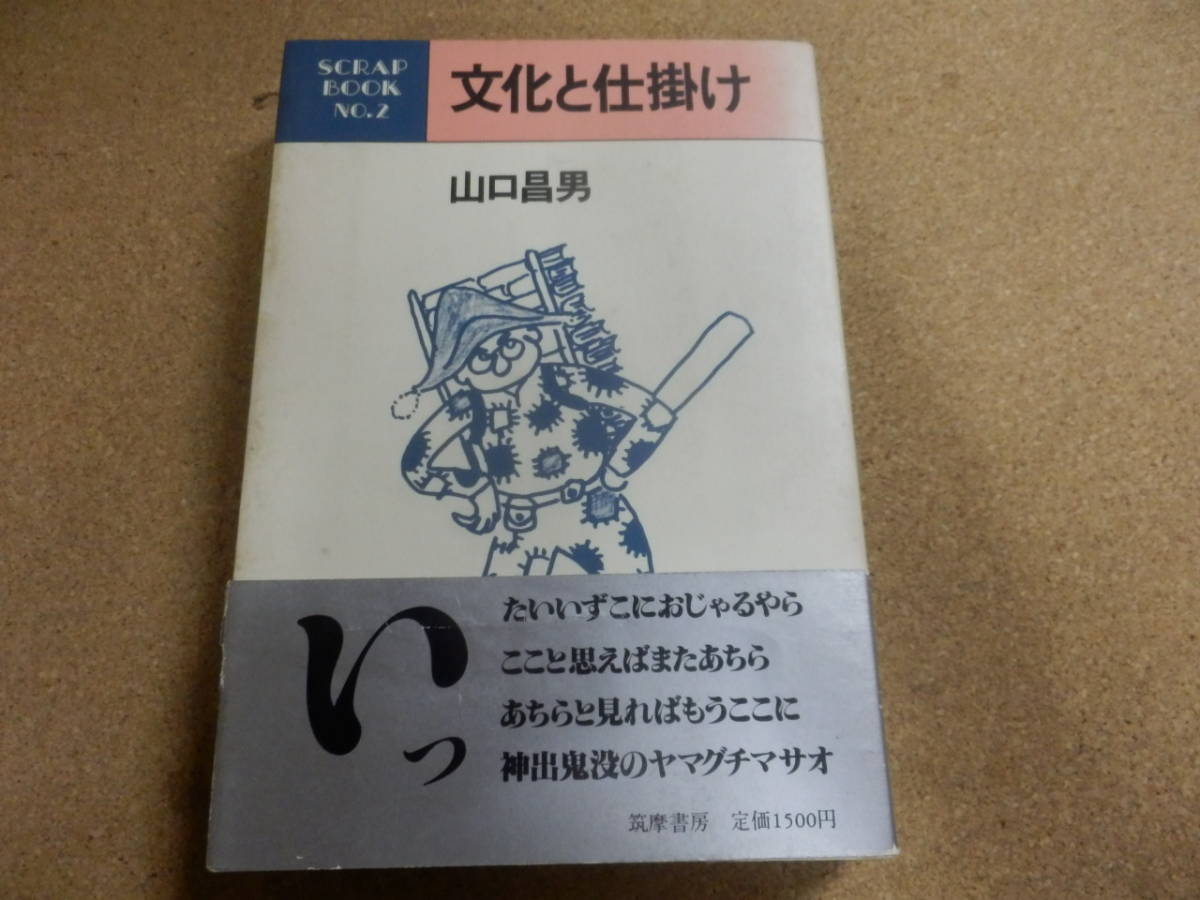 SCRAP
BOOK
NO.2
文化と仕掛け
山口昌男
いっ
たいいずこにおじゃるやら
ここと思えばまたあちら
あちらと見ればもうここに
神出鬼没のヤマグチマサオ
筑摩書房 定価1500円